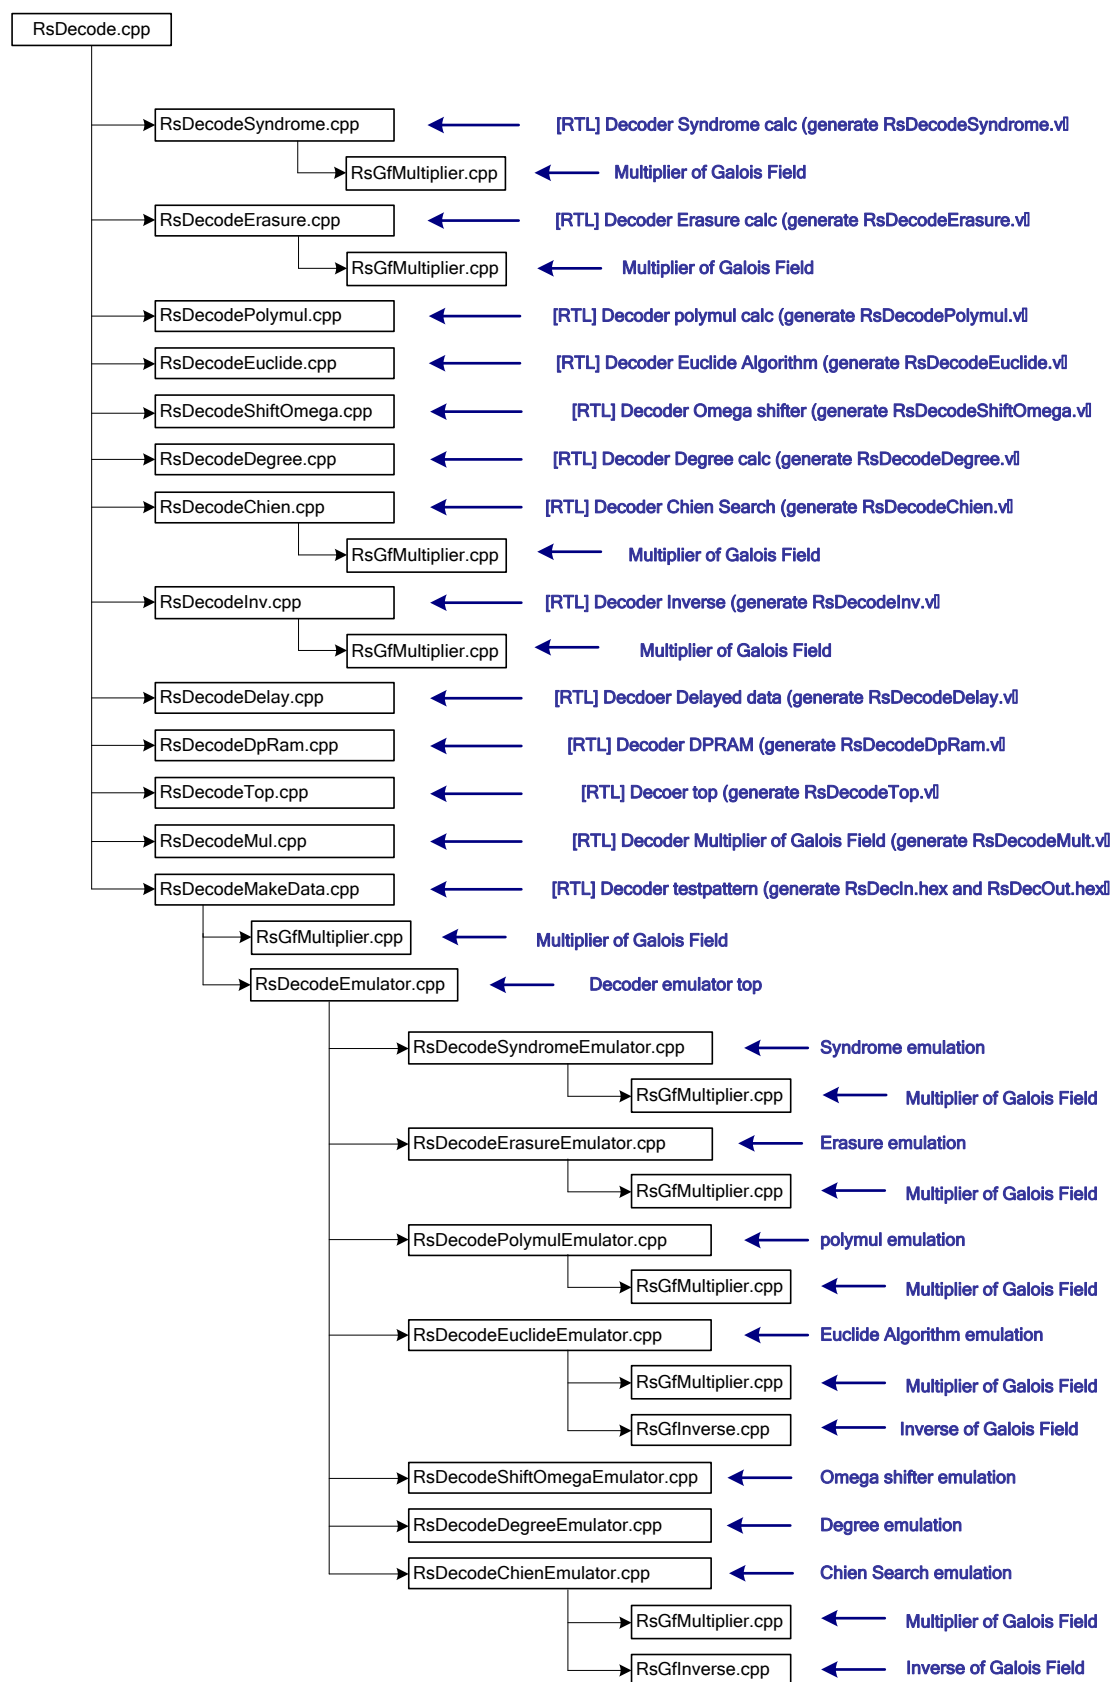 RsDecode.cpp
RsDecodeSyndrome.cpp
[RTL] Decoder Syndrome calc (generate RsDecodeSyndrome.v▯
RsGfMultiplier.cpp
Multiplier of Galois Field
RsDecodeErasure.cpp
[RTL] Decoder Erasure calc (generate RsDecodeErasure.v▯
RsGfMultiplier.cpp
Multiplier of Galois Field
RsDecodePolymul.cpp
[RTL] Decoder polymul calc (generate RsDecodePolymul.v▯
RsDecodeEuclide.cpp
[RTL] Decoder Euclide Algorithm (generate RsDecodeEuclide.v▯
RsDecodeShiftOmega.cpp
[RTL] Decoder Omega shifter (generate RsDecodeShiftOmega.v▯
RsDecodeDegree.cpp
[RTL] Decoder Degree calc (generate RsDecodeDegree.v▯
RsDecodeChien.cpp
[RTL] Decoder Chien Search (generate RsDecodeChien.v▯
RsGfMultiplier.cpp
Multiplier of Galois Field
RsDecodeInv.cpp
[RTL] Decoder Inverse (generate RsDecodeInv.v▯
RsGfMultiplier.cpp
Multiplier of Galois Field
RsDecodeDelay.cpp
[RTL] Decdoer Delayed data (generate RsDecodeDelay.v▯
RsDecodeDpRam.cpp
[RTL] Decoder DPRAM (generate RsDecodeDpRam.v▯
RsDecodeTop.cpp
[RTL] Decoer top (generate RsDecodeTop.v▯
RsDecodeMul.cpp
[RTL] Decoder Multiplier of Galois Field (generate RsDecodeMult.v▯
RsDecodeMakeData.cpp
[RTL] Decoder testpattern (generate RsDecIn.hex and RsDecOut.hex▯
RsGfMultiplier.cpp
Multiplier of Galois Field
RsDecodeEmulator.cpp
Decoder emulator top
RsDecodeSyndromeEmulator.cpp
Syndrome emulation
RsGfMultiplier.cpp
Multiplier of Galois Field
RsDecodeErasureEmulator.cpp
Erasure emulation
RsGfMultiplier.cpp
Multiplier of Galois Field
RsDecodePolymulEmulator.cpp
polymul emulation
RsGfMultiplier.cpp
Multiplier of Galois Field
RsDecodeEuclideEmulator.cpp
Euclide Algorithm emulation
RsGfMultiplier.cpp
Multiplier of Galois Field
RsGfInverse.cpp
Inverse of Galois Field
RsDecodeShiftOmegaEmulator.cpp
Omega shifter emulation
RsDecodeDegreeEmulator.cpp
Degree emulation
RsDecodeChienEmulator.cpp
Chien Search emulation
RsGfMultiplier.cpp
Multiplier of Galois Field
RsGfInverse.cpp
Inverse of Galois Field